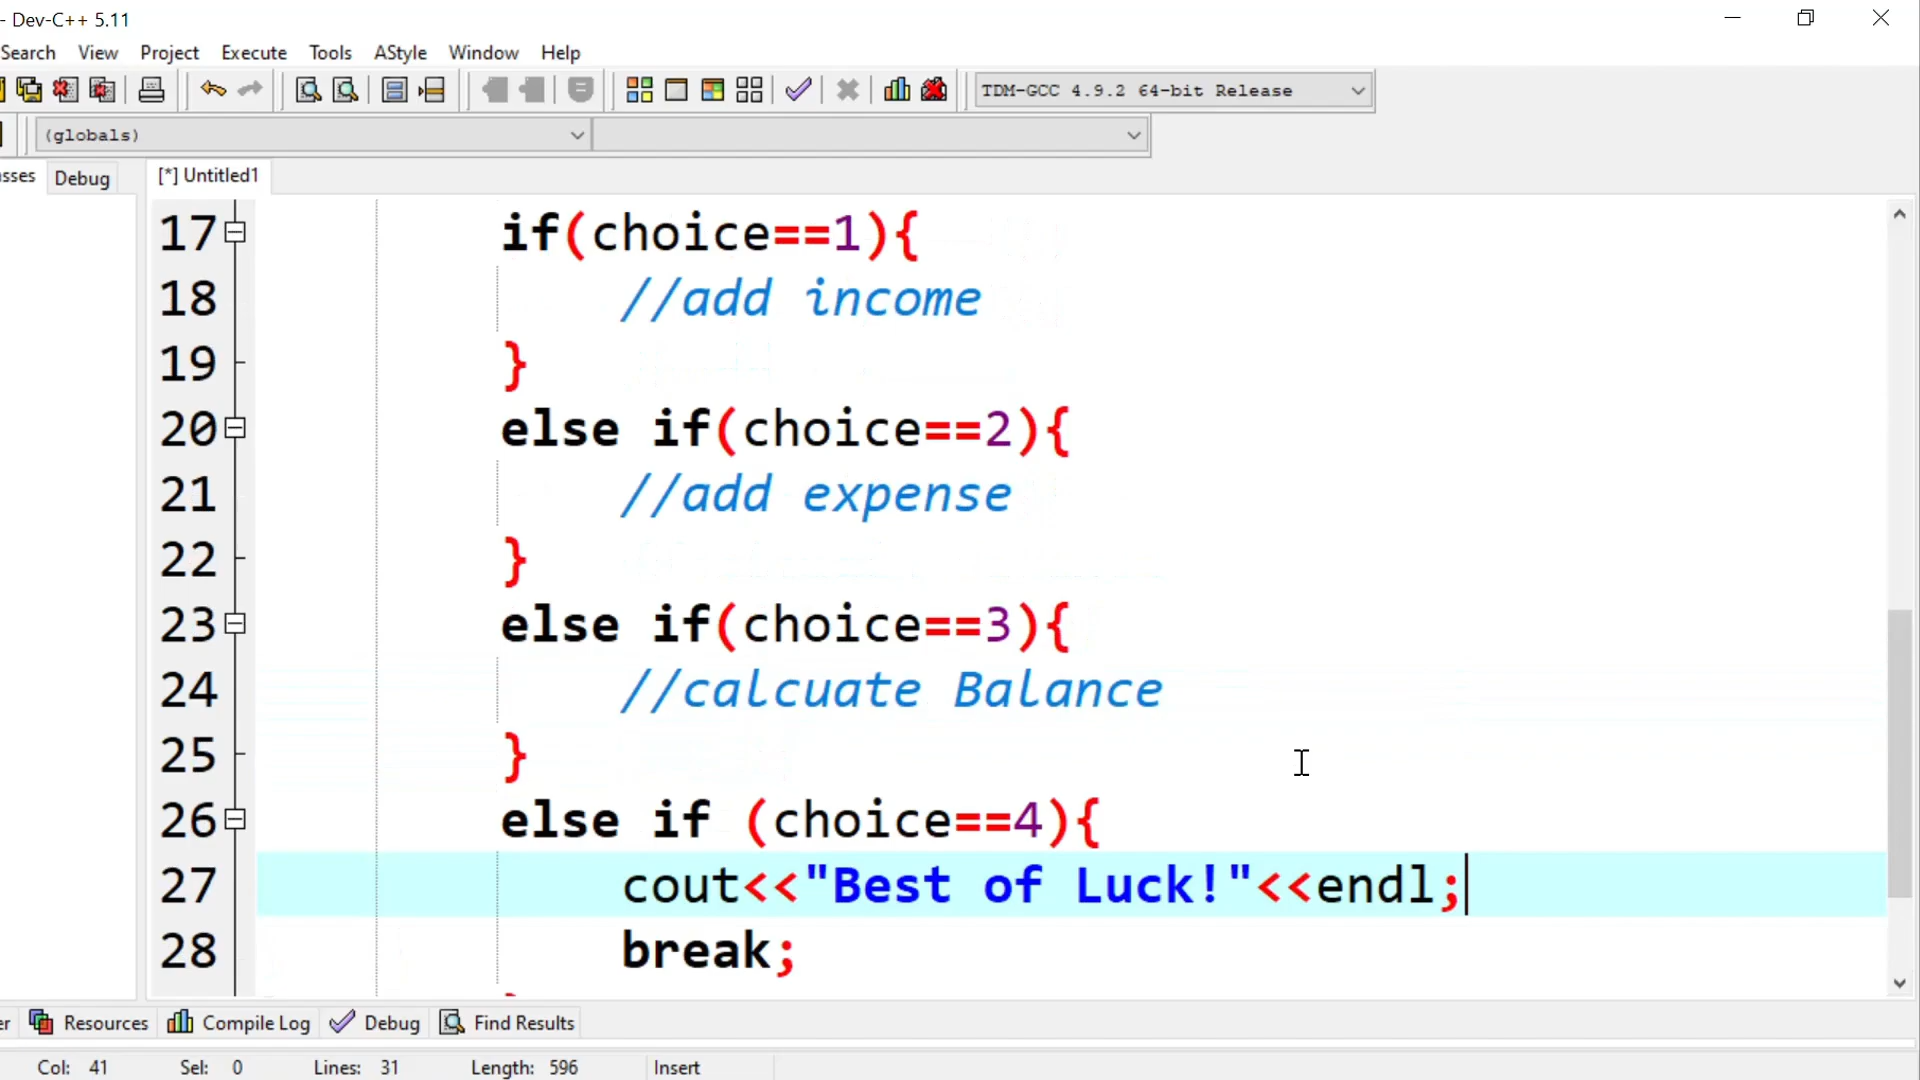 - Dev-C++ 5.11
Search View Project Execute Tools AStyle Window Help
TDM-GCC 4.9.2 64-bit Release
(globals)
sses Debug [*] Untitled1
17 if(choice==1){
18 //add income
19 }
20 else if(choice==2){
21 //add expense
22 }
23 else if(choice==3){
24 //calcuate Balance
25 }
26 else if (choice==4){
27 cout<<"Best of Luck!"<<endl;
28 break;
er Resources Compile Log Debug Find Results
Col: 41 Sel: 0 Lines: 31 Length: 596 Insert